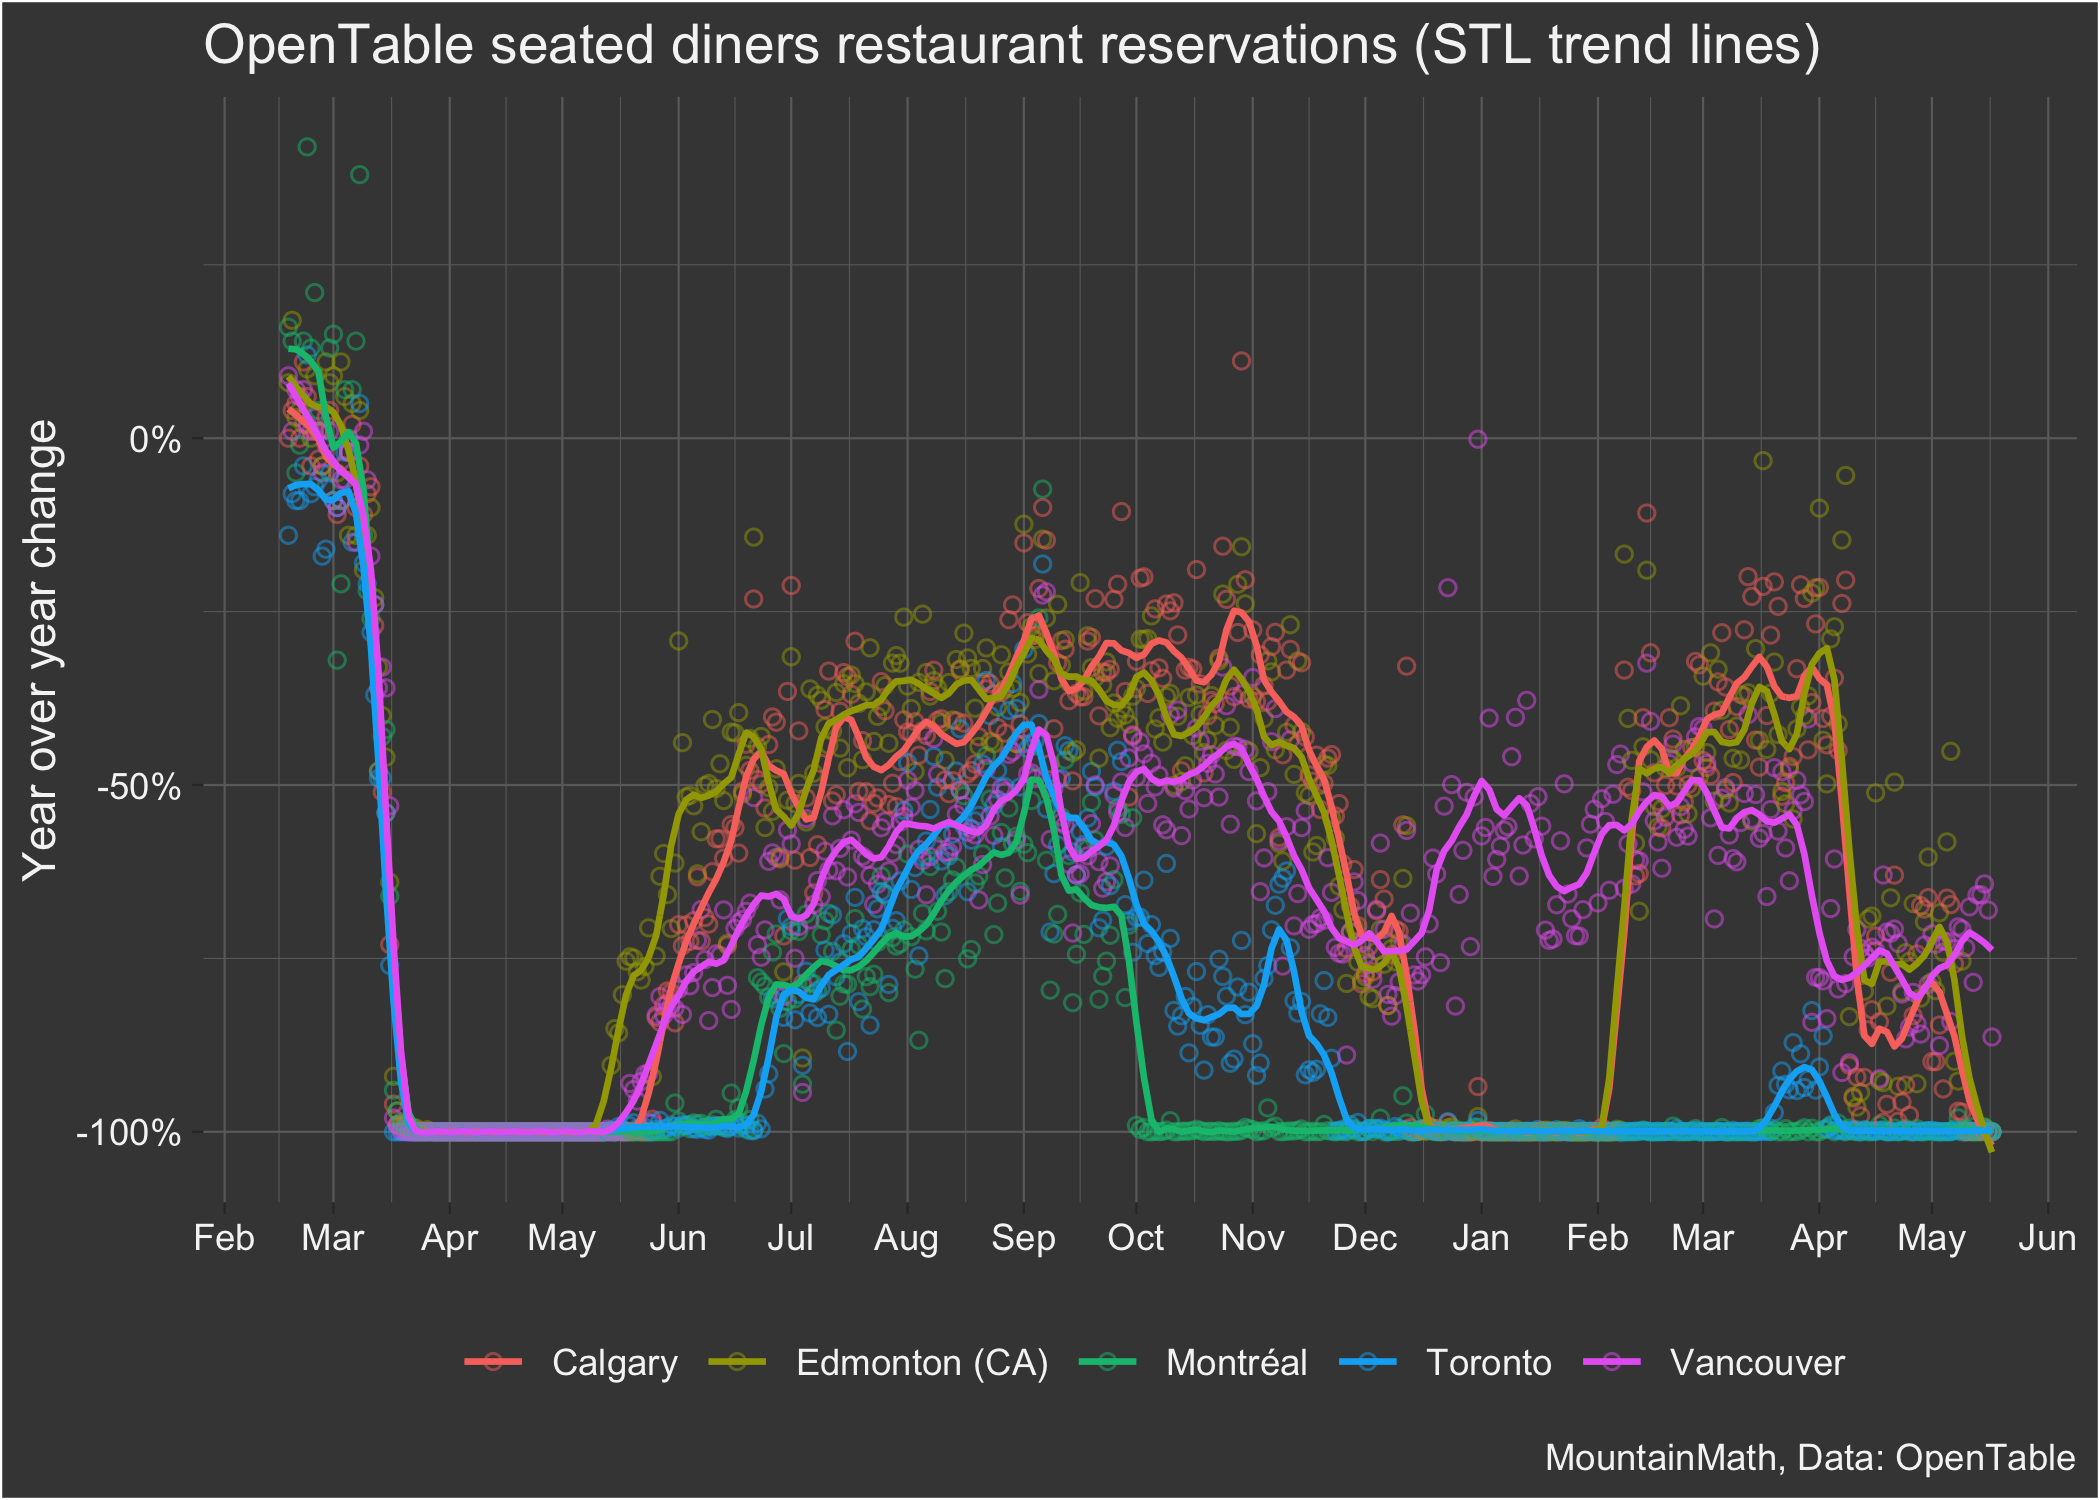 OpenTable seated diners restaurant reservations (STL trend lines)
Year over year change
0%
-50%
-100%
Feb Mar Apr May Jun Jul Aug Sep Oct Nov Dec Jan Feb Mar Apr May Jun
Calgary Edmonton (CA) Montréal Toronto Vancouver
MountainMath, Data: OpenTable